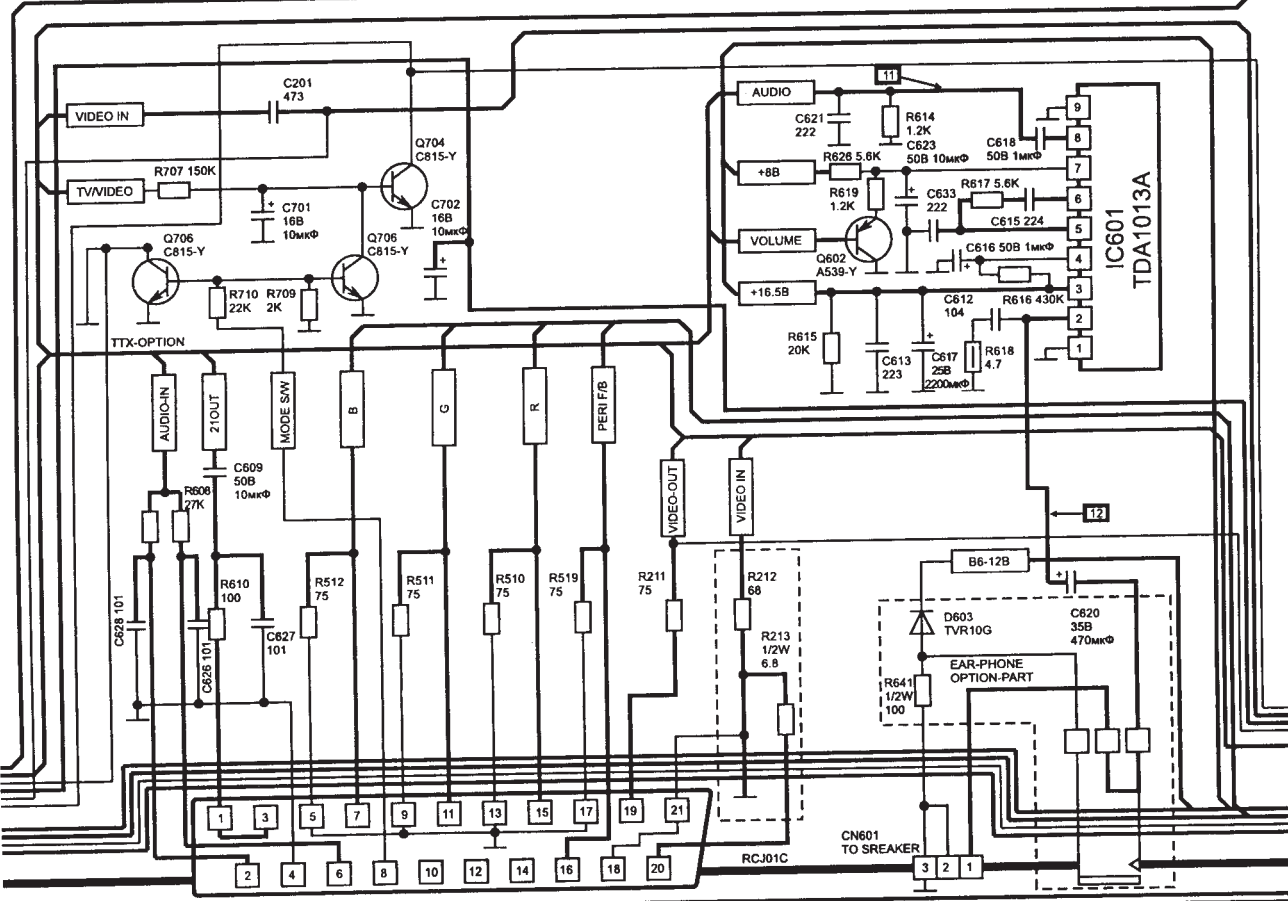 C201
473
VIDEO IN
Q704
C815-Y
R707 150K
TV/VIDEO
C701
16В
10мкФ
C702
16В
10мкФ
Q706
C815-Y
Q706
C815-Y
R710
22K
R709
2K
TTX-OPTION
11
AUDIO
C621
222
R614
1.2K
C623
50В 10мкФ
C618
50В 1мкФ
9
8
7
6
5
4
3
2
1
IC601
TDA1013A
+8В
R626 5.6K
R619
1.2K
C633
222
R617 5.6K
C615 224
VOLUME
Q602
A539-Y
C616 50В 1мкФ
+16.5В
R616 430K
C612
104
R615
20K
C613
223
C617
25В
2200мкФ
R618
4.7
AUDIO-IN
21OUT
MODE S/W
B
G
R
PERI F/B
VIDEO-OUT
VIDEO IN
R608
27K
C609
50В
10мкФ
12
C628 101
C626 101
R610
100
C627
101
R512
75
R511
75
R510
75
R519
75
R211
75
R212
68
R213
1/2W
6.8
В6-12В
D603
TVR10G
C620
35В
470мкФ
EAR-PHONE
OPTION-PART
R641
1/2W
100
1
3
5
7
9
11
13
15
17
19
21
2
4
6
8
10
12
14
16
18
20
RCJ01C
CN601
TO SREAKER
3
2
1